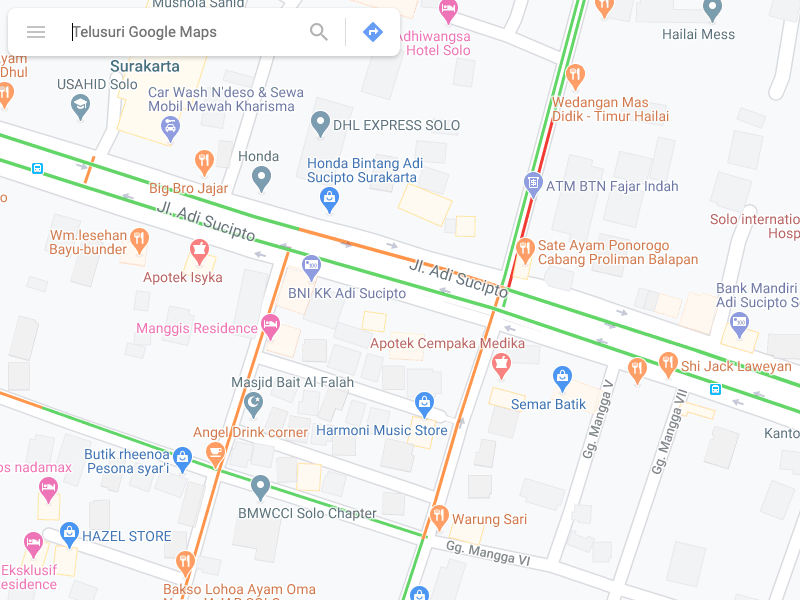 Mushola Sahid
Telusuri Google Maps
Adhiwangsa
Hotel Solo
Hailai Mess
Surakarta
Dhul
USAHID Solo
Car Wash N'deso & Sewa
Mobil Mewah Kharisma
Wedangan Mas
Didik - Timur Hailai
DHL EXPRESS SOLO
Honda
Honda Bintang Adi
Sucipto Surakarta
Big Bro Jajar
ATM BTN Fajar Indah
Jl. Adi Sucipto
Solo internatio
Hosp
Wm.lesehan
Bayu-bunder
Sate Ayam Ponorogo
Cabang Proliman Balapan
Apotek Isyka
Jl. Adi Sucipto
BNI KK Adi Sucipto
Bank Mandiri
Adi Sucipto S
Manggis Residence
Apotek Cempaka Medika
Shi Jack Laweyan
Masjid Bait Al Falah
Semar Batik
Gg. Mangga V
Gg. Mangga VII
Angel Drink corner
Harmoni Music Store
Kanto
Butik rheenoa
Pesona syar'i
os nadamax
BMWCCI Solo Chapter
Warung Sari
HAZEL STORE
Gg. Mangga VI
Eksklusif
esidence
Bakso Lohoa Ayam Oma